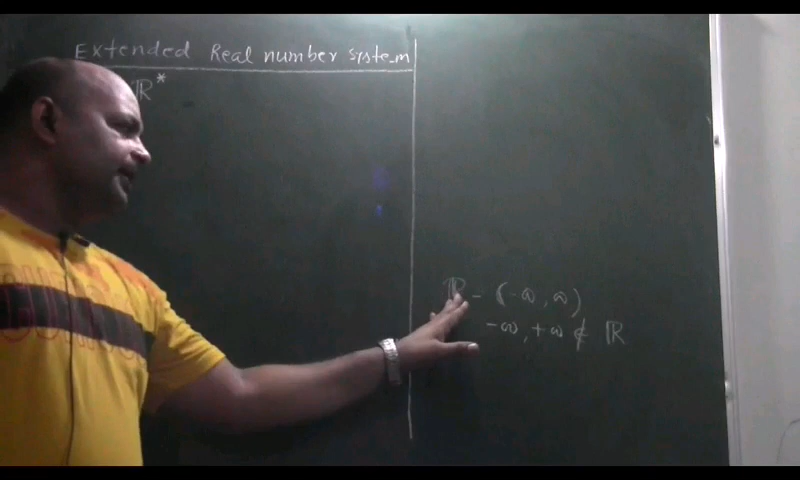 Extended Real number system
ℝ*
ℝ - (-∞, ∞)
-∞, +∞ ∉ ℝ